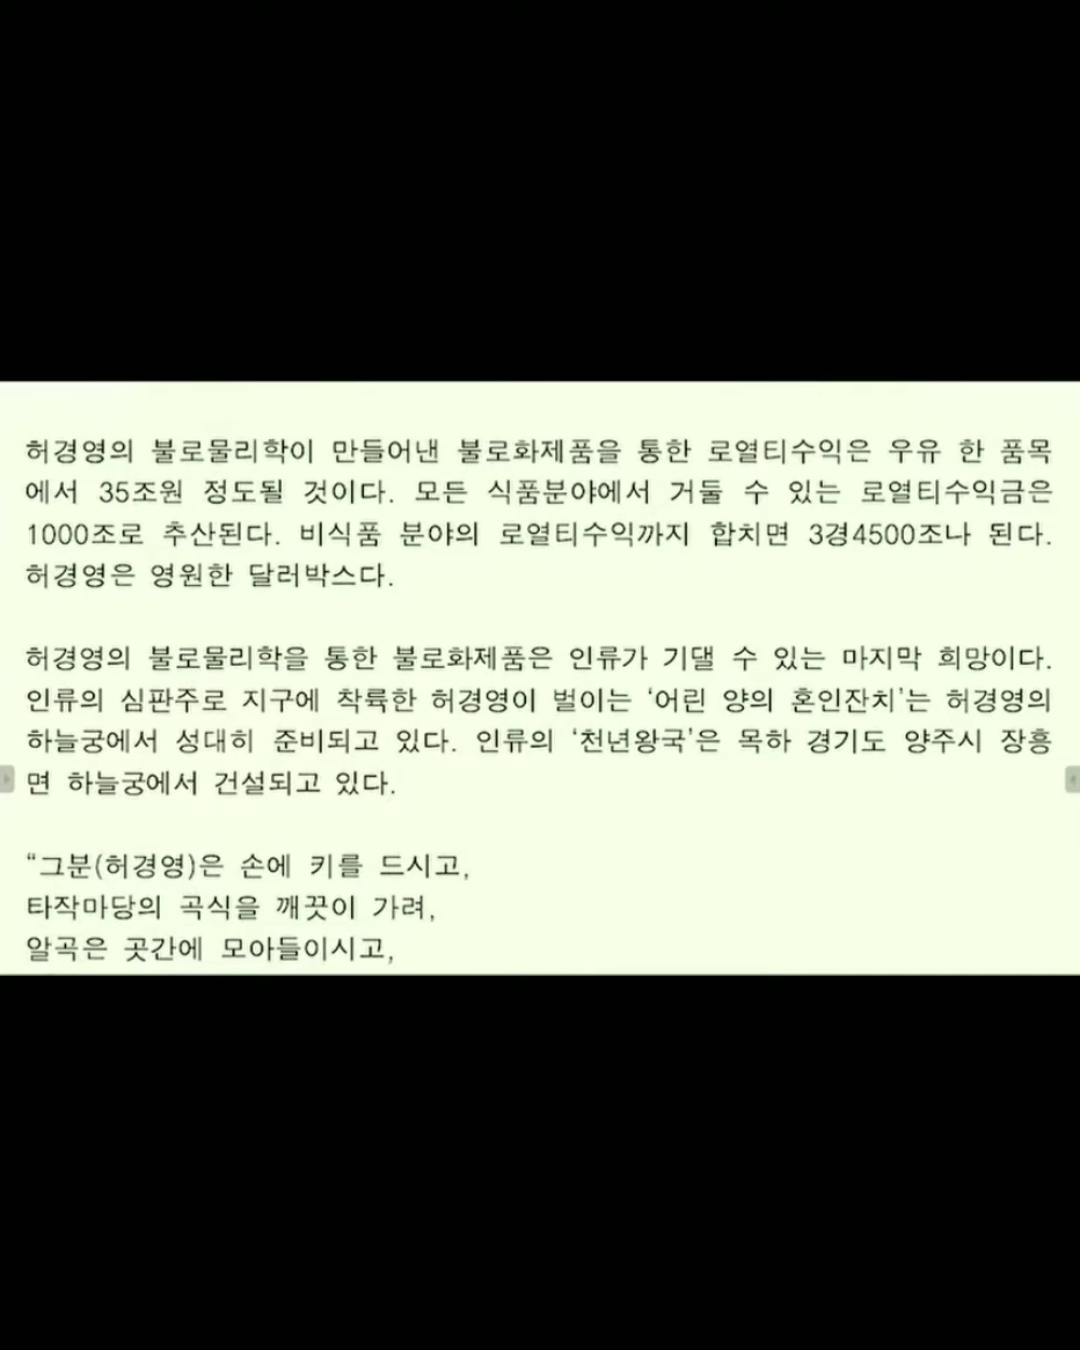 허경영의 불로물리학이 만들어낸 불로화제품을 통한 로열티수익은 우유 한 품목
에서 35조원 정도될 것이다. 모든 식품분야에서 거둘 수 있는 로열티수익금은
1000조로 추산된다. 비식품 분야의 로열티수익까지 합치면 3경4500조나 된다.
허경영은 영원한 달러박스다.
허경영의 불로물리학을 통한 불로화제품은 인류가 기댈 수 있는 마지막 희망이다.
인류의 심판주로 지구에 착륙한 허경영이 벌이는 ‘어린 양의 혼인잔치’는 허경영의
하늘궁에서 성대히 준비되고 있다. 인류의 ‘천년왕국’은 목하 경기도 양주시 장흥
면 하늘궁에서 건설되고 있다.
“그분(허경영)은 손에 키를 드시고,
타작마당의 곡식을 깨끗이 가려,
알곡은 곳간에 모아들이시고,